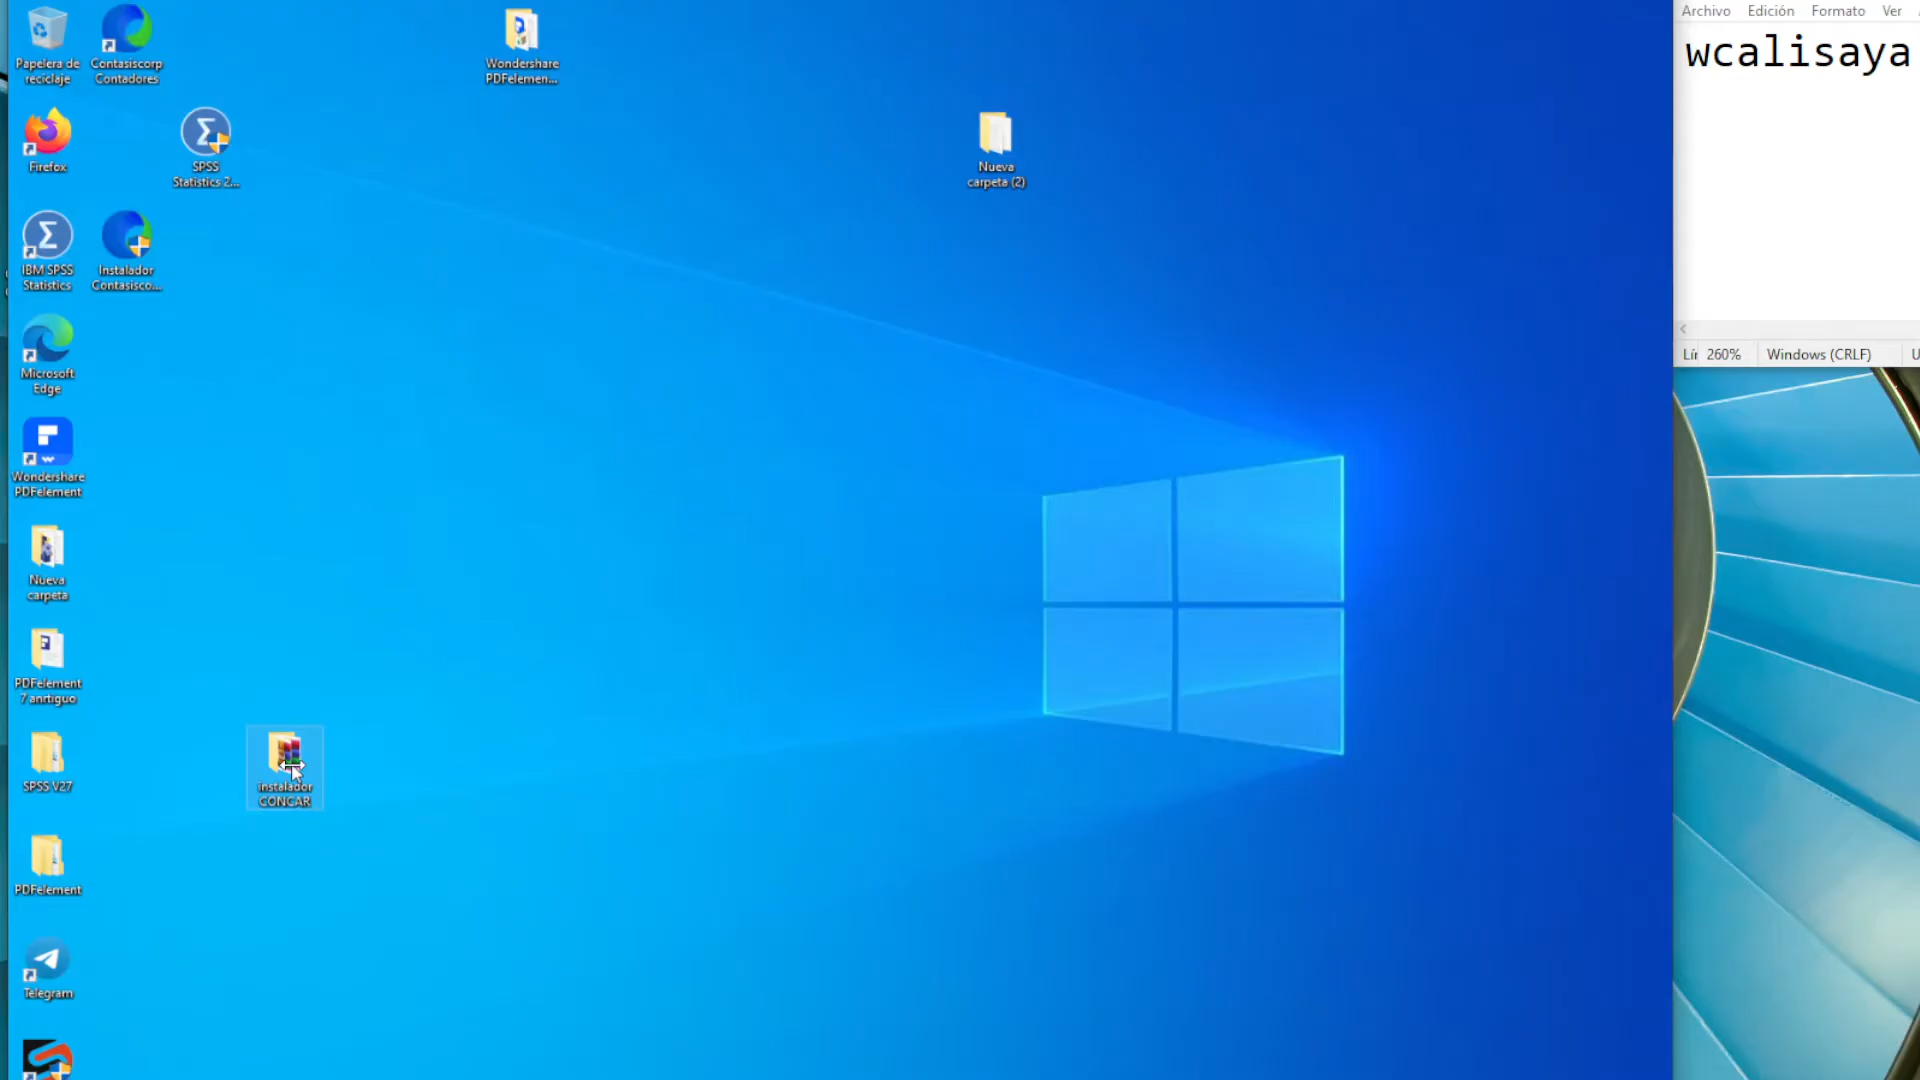 Papelera de
reciclaje
Contasiscorp
Contadores
Wondershare
PDFelemen...
Firefox
SPSS
Statistics 2...
Nueva
carpeta (2)
IBM SPSS
Statistics
Instalador
Contasisco...
Microsoft
Edge
Wondershare
PDFelement
Nueva
carpeta
PDFelement
7 anrtiguo
SPSS V27
instalador
CONCAR
PDFelement
Telegram
Archivo Edición Formato Ver
wcalisaya
260% Windows (CRLF)